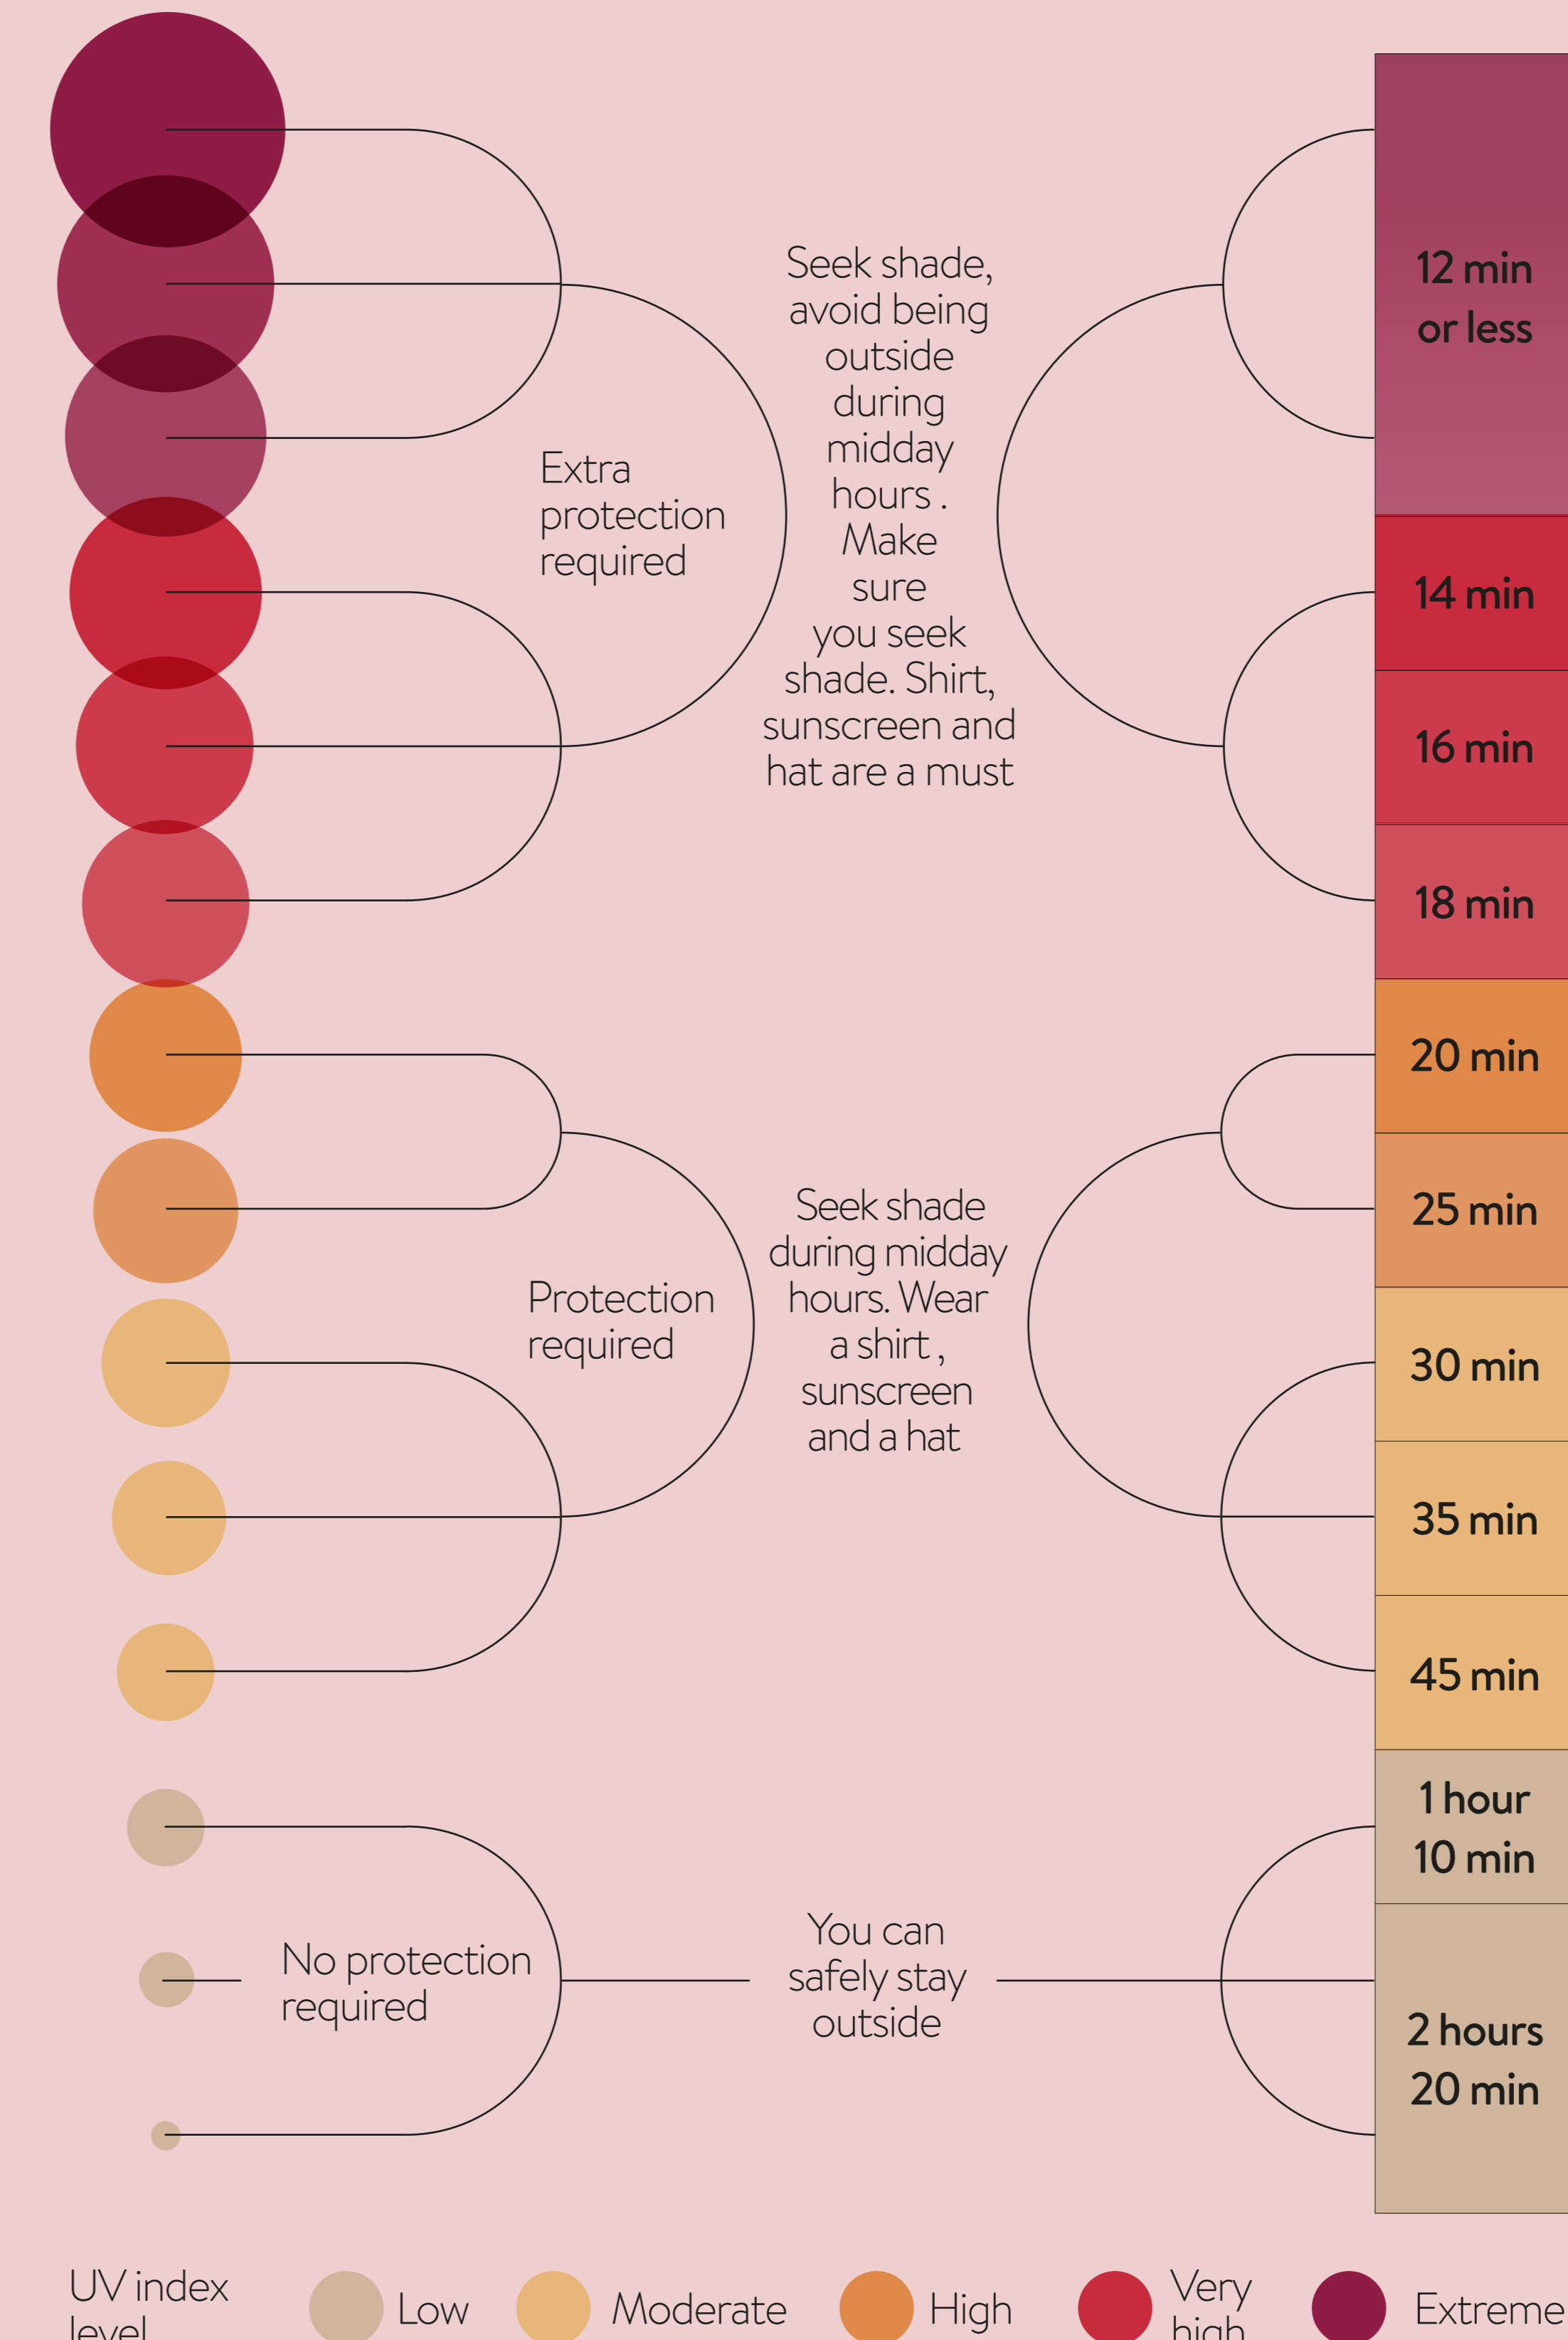 Seek shade,
avoid being
outside
during
midday
hours .
Make
sure
you seek
shade. Shirt,
sunscreen and
hat are a must
Extra
protection
required
12 min
or less
14 min
16 min
18 min
20 min
25 min
30 min
35 min
45 min
Seek shade
during midday
hours. Wear
a shirt ,
sunscreen
and a hat
Protection
required
1 hour
10 min
2 hours
20 min
No protection
required
You can
safely stay
outside
UV index
level
Low
Moderate
High
Very
high
Extreme